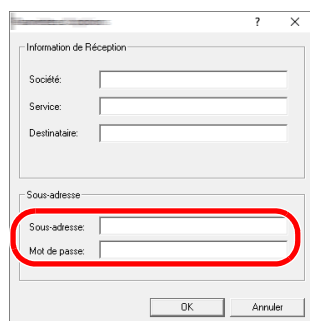 ? ×
Information de Réception
Société:
Service:
Destinataire:
Sous-adresse
Sous-adresse:
Mot de passe:
OK Annuler